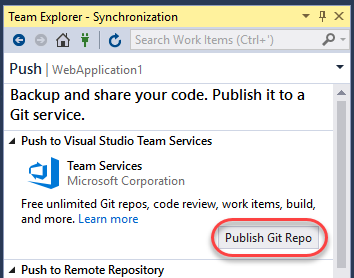 Team Explorer - Synchronization
Search Work Items (Ctrl+')
Push | WebApplication1
Backup and share your code. Publish it to a
Git service.
Push to Visual Studio Team Services
Team Services
Microsoft Corporation
Free unlimited Git repos, code review, work items, build,
and more. Learn more
Publish Git Repo
Push to Remote Repository